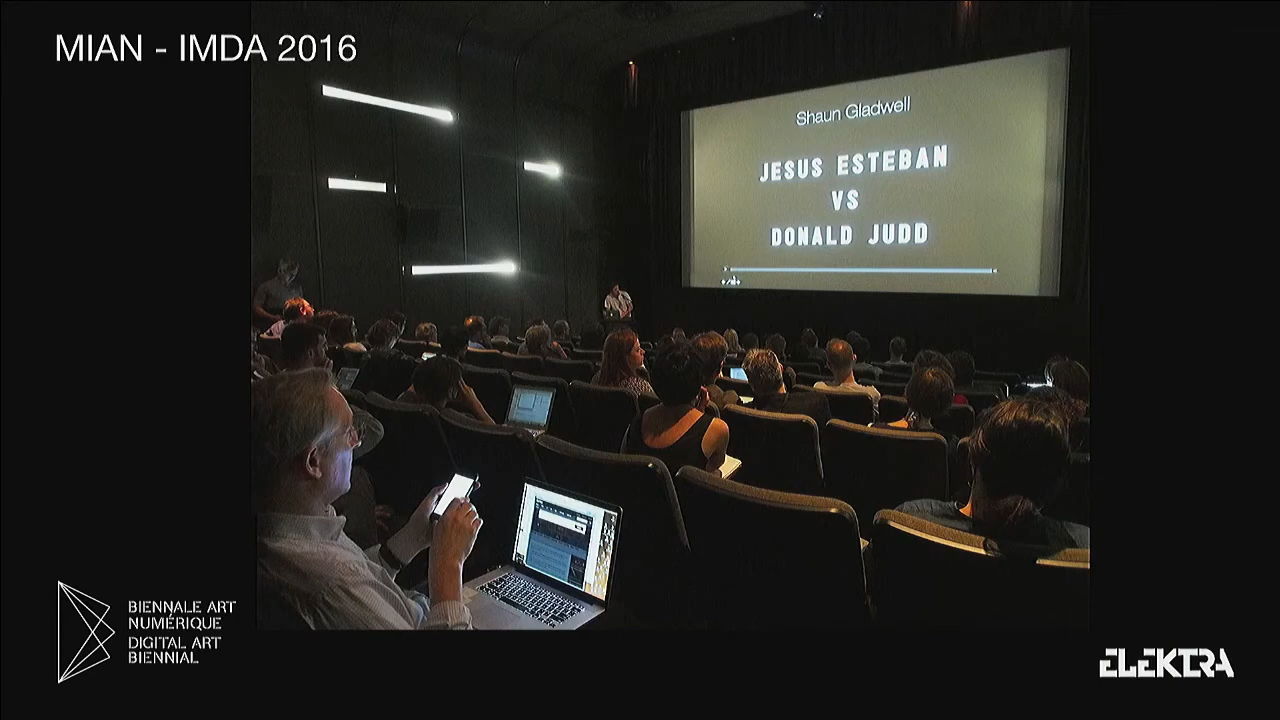 MIAN - IMDA 2016
Shaun Gladwell
JESUS ESTEBAN
VS
DONALD JUDD
BIENNALE ART
NUMÉRIQUE
DIGITAL ART
BIENNIAL
ELEKTRA